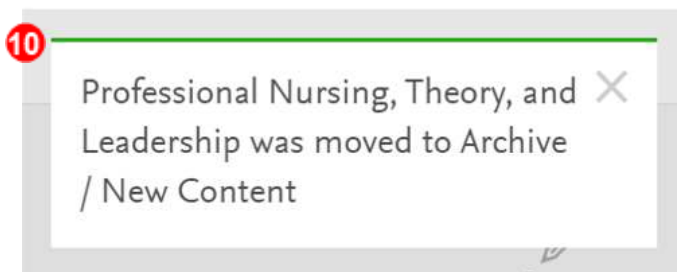 10
Professional Nursing, Theory, and
Leadership was moved to Archive
/ New Content